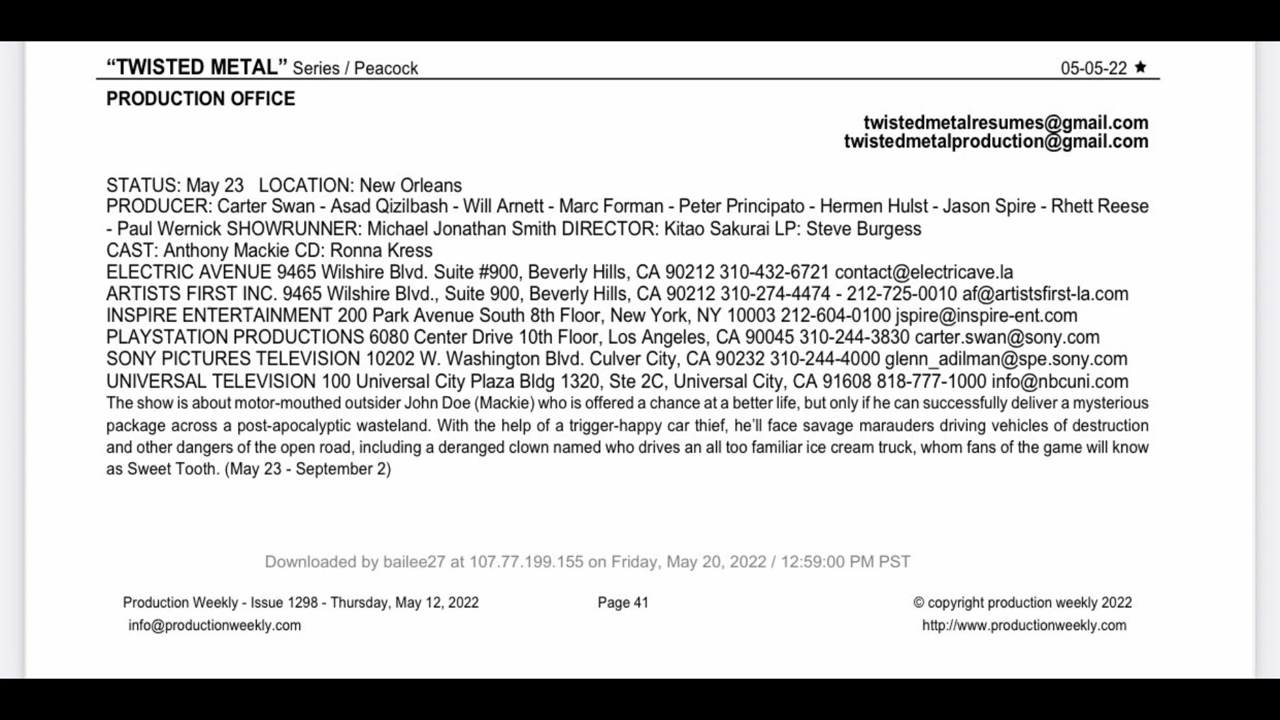 “TWISTED METAL” Series / Peacock 05-05-22 ★
PRODUCTION OFFICE
twistedmetalresumes@gmail.com
twistedmetalproduction@gmail.com
STATUS: May 23 LOCATION: New Orleans
PRODUCER: Carter Swan - Asad Qizilbash - Will Arnett - Marc Forman - Peter Principato - Hermen Hulst - Jason Spire - Rhett Reese
- Paul Wernick SHOWRUNNER: Michael Jonathan Smith DIRECTOR: Kitao Sakurai LP: Steve Burgess
CAST: Anthony Mackie CD: Ronna Kress
ELECTRIC AVENUE 9465 Wilshire Blvd. Suite #900, Beverly Hills, CA 90212 310-432-6721 contact@electricave.la
ARTISTS FIRST INC. 9465 Wilshire Blvd., Suite 900, Beverly Hills, CA 90212 310-274-4474 - 212-725-0010 af@artistsfirst-la.com
INSPIRE ENTERTAINMENT 200 Park Avenue South 8th Floor, New York, NY 10003 212-604-0100 jspire@inspire-ent.com
PLAYSTATION PRODUCTIONS 6080 Center Drive 10th Floor, Los Angeles, CA 90045 310-244-3830 carter.swan@sony.com
SONY PICTURES TELEVISION 10202 W. Washington Blvd. Culver City, CA 90232 310-244-4000 glenn_adilman@spe.sony.com
UNIVERSAL TELEVISION 100 Universal City Plaza Bldg 1320, Ste 2C, Universal City, CA 91608 818-777-1000 info@nbcuni.com
The show is about motor-mouthed outsider John Doe (Mackie) who is offered a chance at a better life, but only if he can successfully deliver a mysterious
package across a post-apocalyptic wasteland. With the help of a trigger-happy car thief, he’ll face savage marauders driving vehicles of destruction
and other dangers of the open road, including a deranged clown named who drives an all too familiar ice cream truck, whom fans of the game will know
as Sweet Tooth. (May 23 - September 2)
Downloaded by bailee27 at 107.77.199.155 on Friday, May 20, 2022 / 12:59:00 PM PST
Production Weekly - Issue 1298 - Thursday, May 12, 2022 Page 41 © copyright production weekly 2022
info@productionweekly.com http://www.productionweekly.com